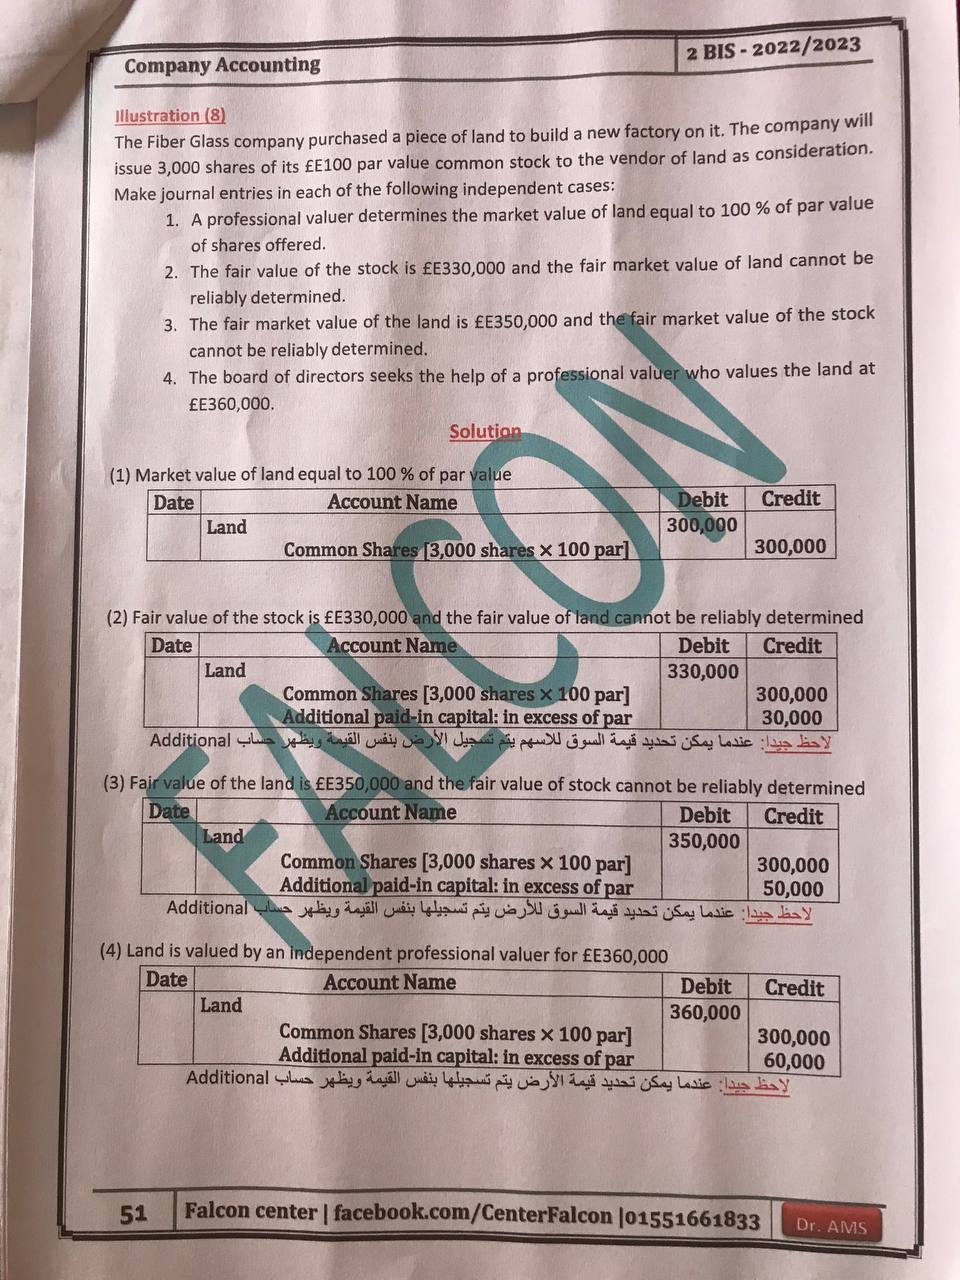 Company Accounting
2 BIS - 2022/2023
Illustration (8)
The Fiber Glass company purchased a piece of land to build a new factory on it. The company will
issue 3,000 shares of its £E100 par value common stock to the vendor of land as consideration.
Make journal entries in each of the following independent cases:
1. A professional valuer determines the market value of land equal to 100 % of par value
of shares offered.
2. The fair value of the stock is £E330,000 and the fair market value of land cannot be
reliably determined.
3. The fair market value of the land is £E350,000 and the fair market value of the stock
cannot be reliably determined.
4. The board of directors seeks the help of a professional valuer who values the land at
£E360,000.
Solution
(1) Market value of land equal to 100 % of par value
Date Account Name Debit Credit
Land 300,000
Common Shares [3,000 shares × 100 par] 300,000
(2) Fair value of the stock is £E330,000 and the fair value of land cannot be reliably determined
Date Account Name Debit Credit
Land 330,000
Common Shares [3,000 shares × 100 par] 300,000
Additional paid-in capital: in excess of par 30,000
لاحظ جيدا: عندما يمكن تحديد قيمة السوق للاسهم يتم تسجيل الأرض بنفس القيمة ويظهر حساب Additional
(3) Fair value of the land is £E350,000 and the fair value of stock cannot be reliably determined
Date Account Name Debit Credit
Land 350,000
Common Shares [3,000 shares × 100 par] 300,000
Additional paid-in capital: in excess of par 50,000
لاحظ جيدا: عندما يمكن تحديد قيمة السوق للأرض يتم تسجيلها بنفس القيمة ويظهر حساب Additional
(4) Land is valued by an independent professional valuer for £E360,000
Date Account Name Debit Credit
Land 360,000
Common Shares [3,000 shares × 100 par] 300,000
Additional paid-in capital: in excess of par 60,000
لاحظ جيدا: عندما يمكن تحديد قيمة الأرض يتم تسجيلها بنفس القيمة ويظهر حساب Additional
FALCON
51 Falcon center | facebook.com/CenterFalcon |01551661833 Dr. AMS